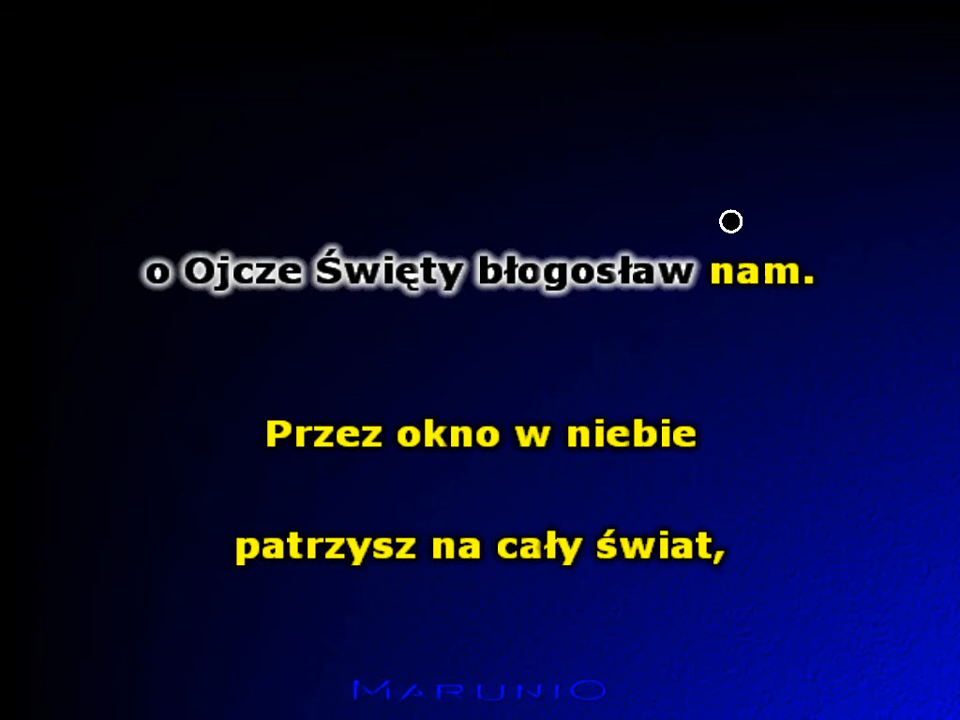 o Ojcze Święty błogosław nam.
Przez okno w niebie
patrzysz na cały świat,
MARUNIO